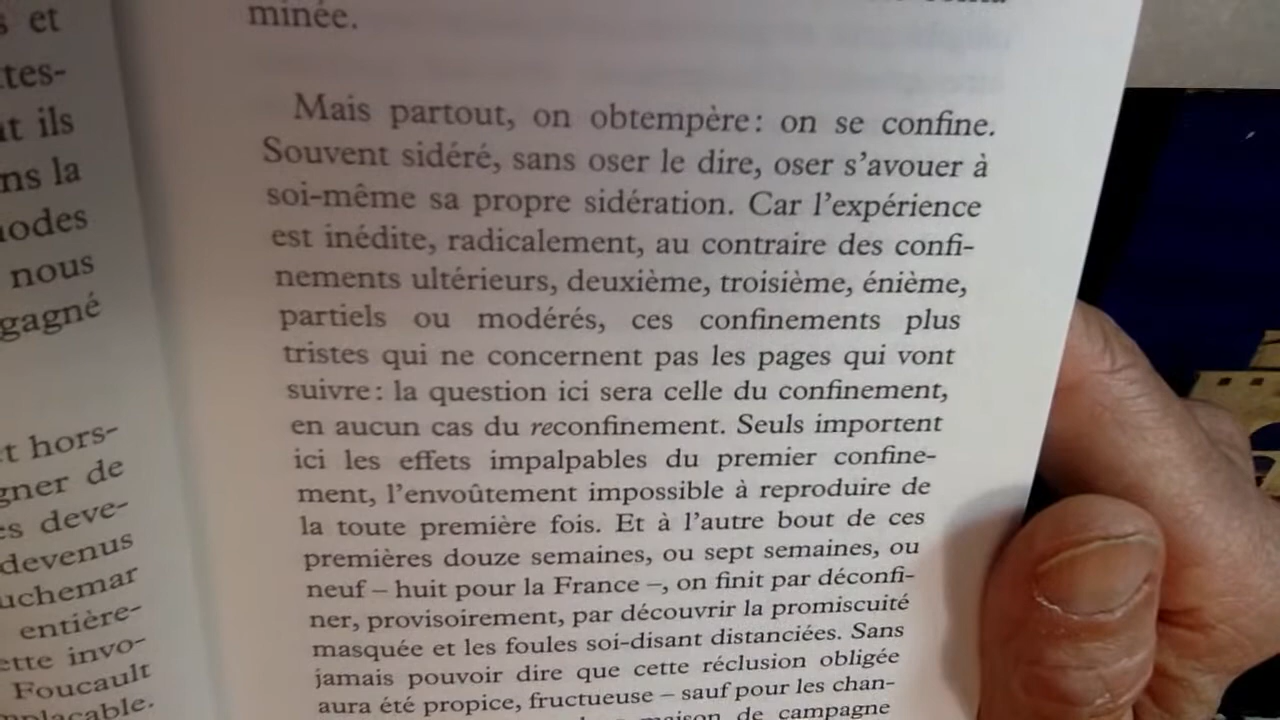 s et
tes-
t ils
ns la
odes
nous
gagné
t hors-
gner de
s deve-
devenus
uchemar
entière-
ette invo-
Foucault
placable.
minée.
Mais partout, on obtempère : on se confine.
Souvent sidéré, sans oser le dire, oser s'avouer à
soi-même sa propre sidération. Car l'expérience
est inédite, radicalement, au contraire des confi-
nements ultérieurs, deuxième, troisième, énième,
partiels ou modérés, ces confinements plus
tristes qui ne concernent pas les pages qui vont
suivre : la question ici sera celle du confinement,
en aucun cas du reconfinement. Seuls importent
ici les effets impalpables du premier confine-
ment, l'envoûtement impossible à reproduire de
la toute première fois. Et à l'autre bout de ces
premières douze semaines, ou sept semaines, ou
neuf – huit pour la France –, on finit par déconfi-
ner, provisoirement, par découvrir la promiscuité
masquée et les foules soi-disant distanciées. Sans
jamais pouvoir dire que cette réclusion obligée
aura été propice, fructueuse – sauf pour les chan-
maison de campagne